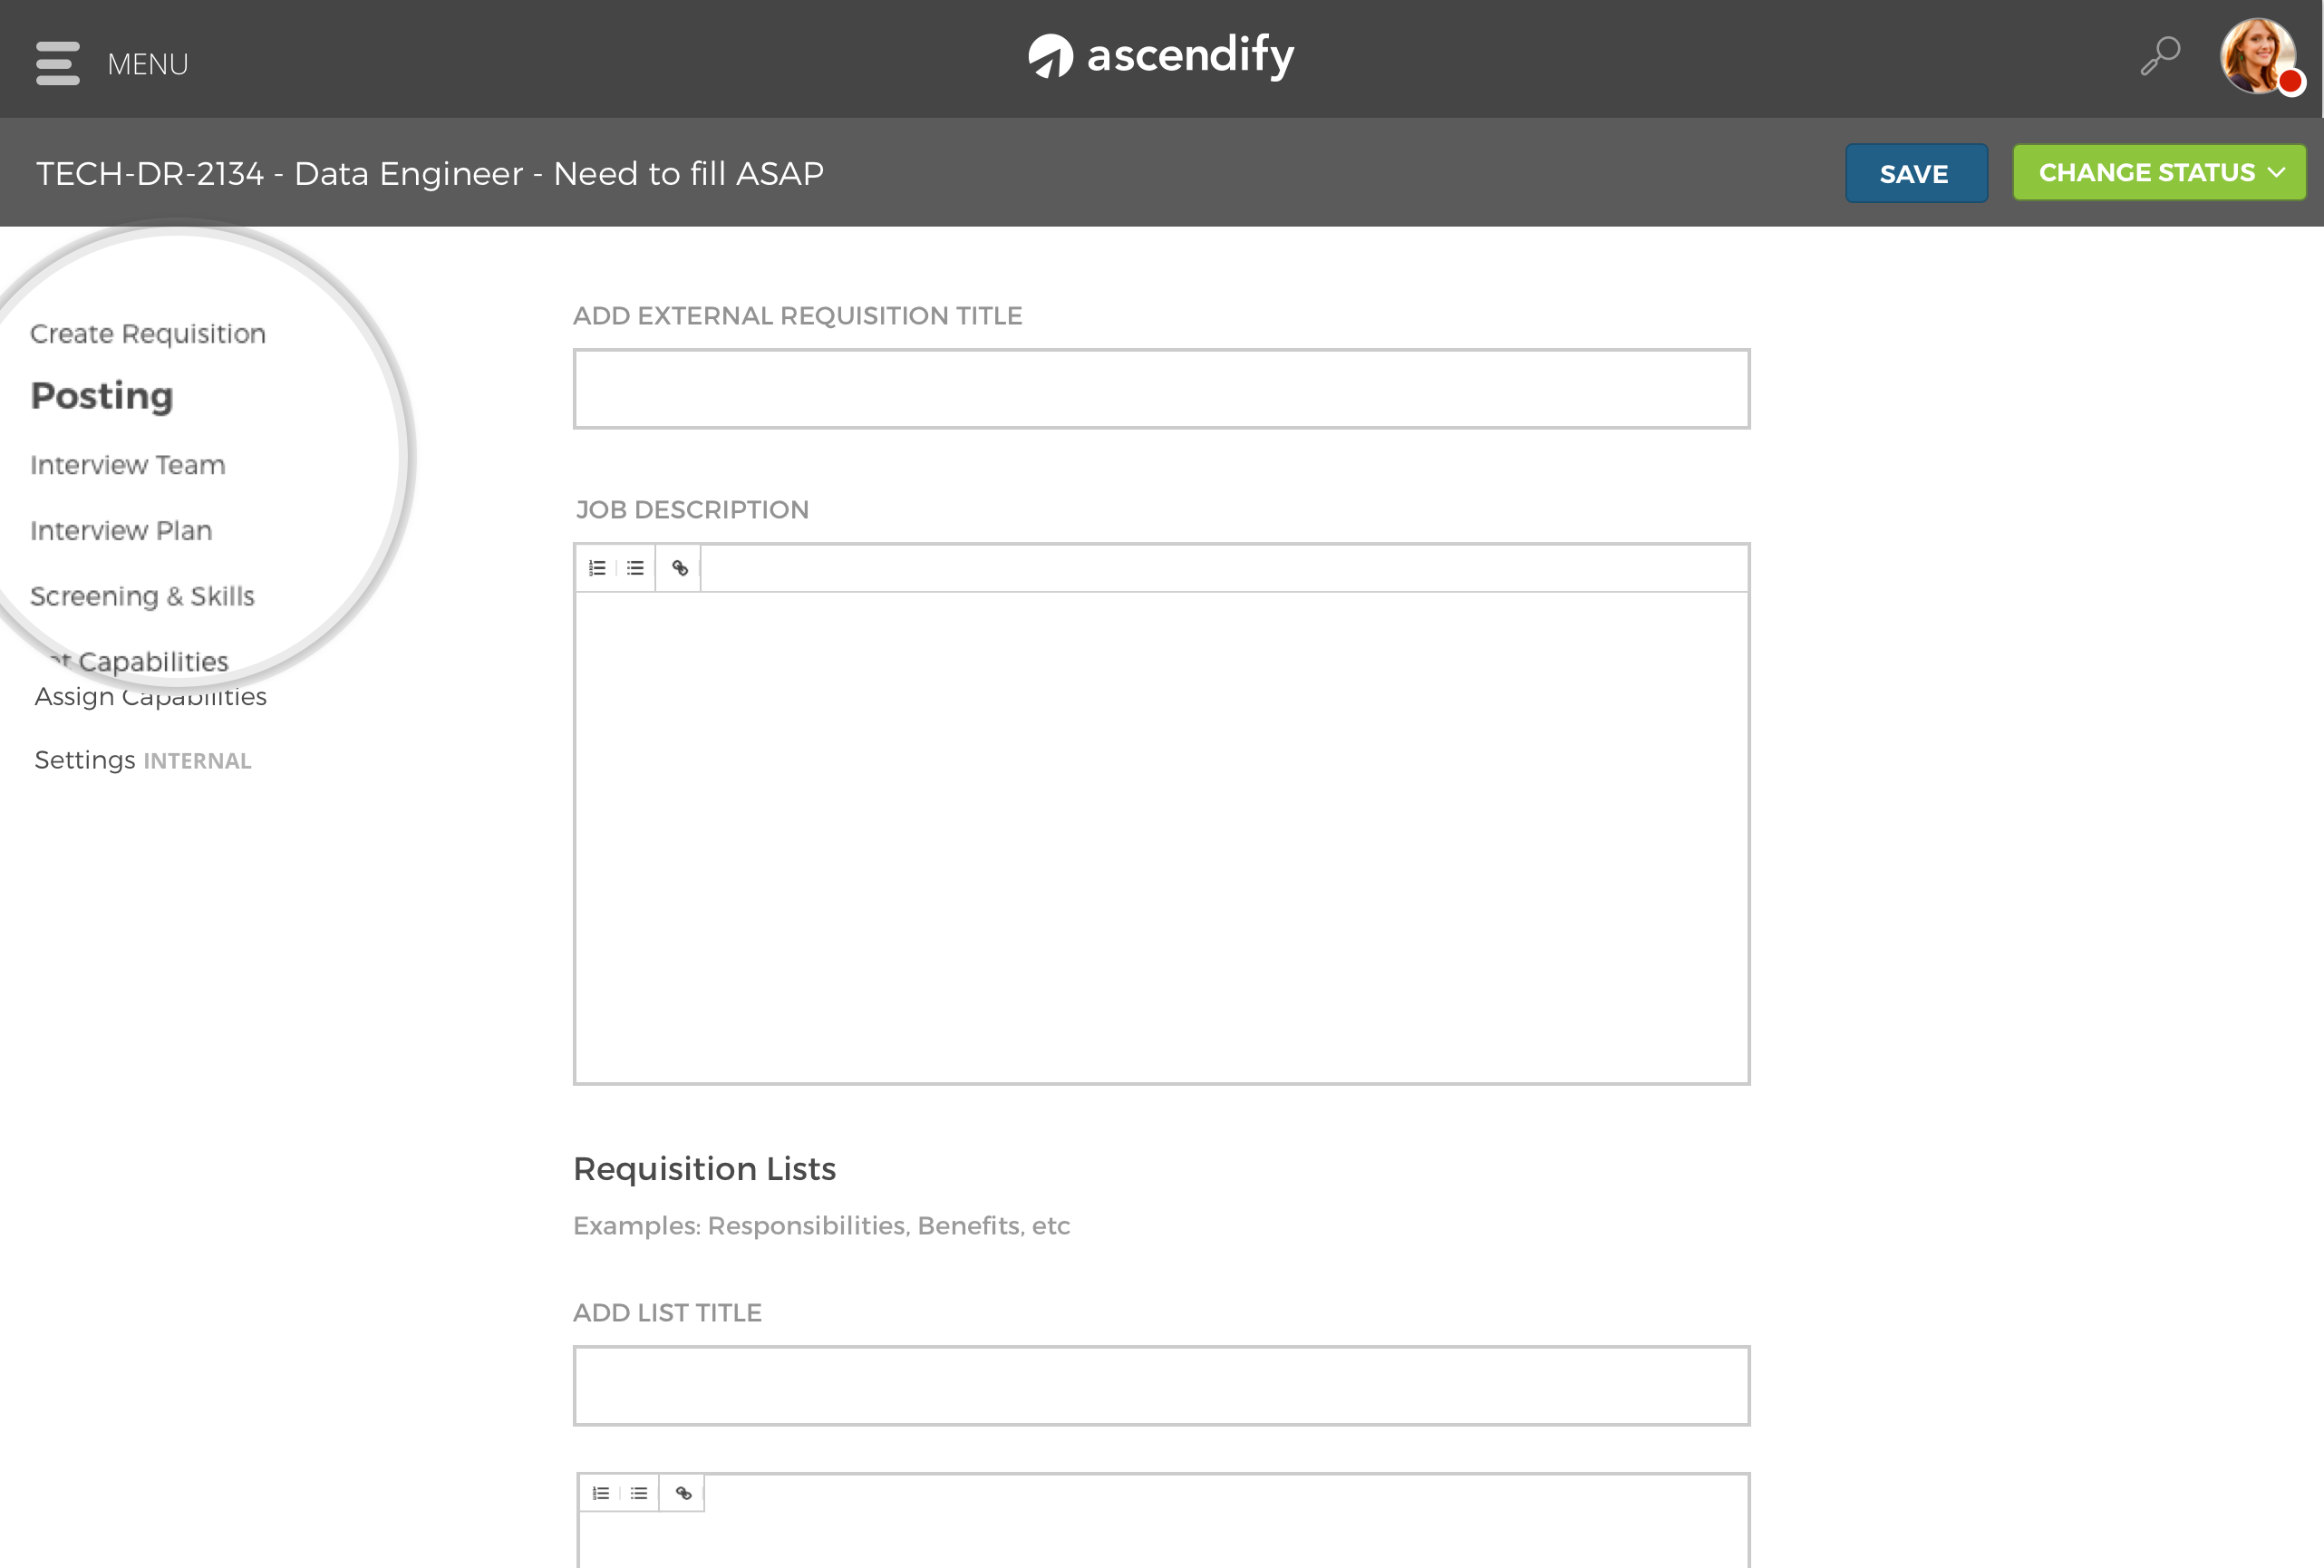 MENU
ascendify
TECH-DR-2134 - Data Engineer - Need to fill ASAP
SAVE
CHANGE STATUS
Create Requisition
Posting
Interview Team
Interview Plan
Screening & Skills
Capabilities
Assign Capabilities
Settings INTERNAL
ADD EXTERNAL REQUISITION TITLE
JOB DESCRIPTION
Requisition Lists
Examples: Responsibilities, Benefits, etc
ADD LIST TITLE